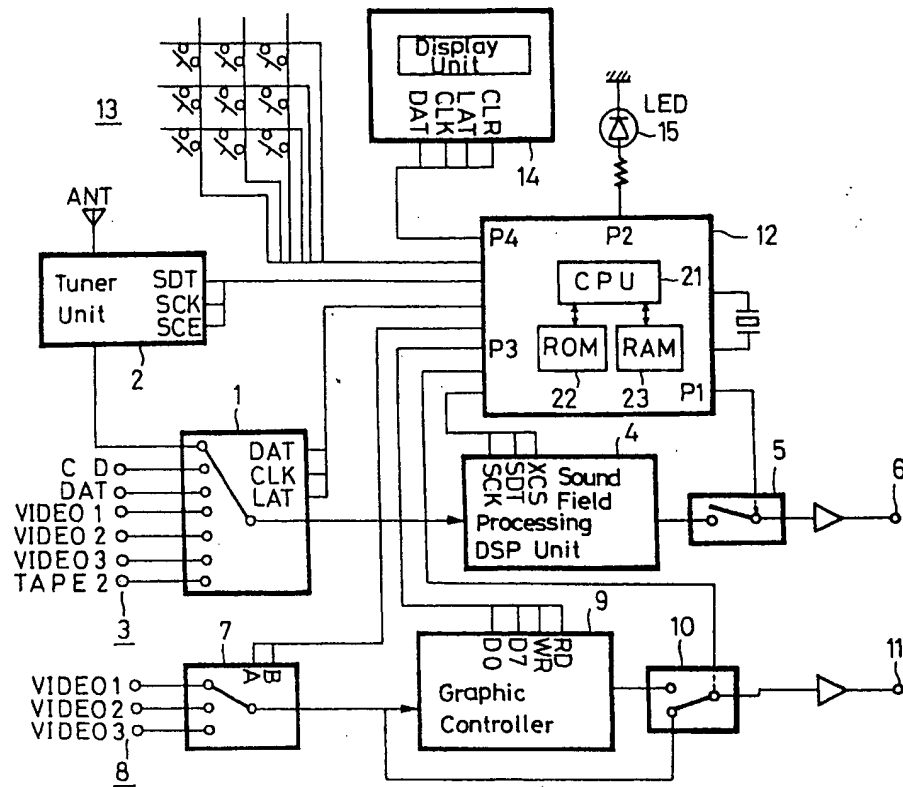 Display
Unit
DAT
CLK
LAT
CLR
14
13
LED
15
ANT
Tuner
Unit
SDT
SCK
SCE
2
P4
P2
12
CPU
21
ROM
RAM
P3
22
23
P1
1
DAT
CLK
LAT
CD
DAT
VIDEO 1
VIDEO 2
VIDEO 3
TAPE 2
3
4
SCK
SDT
XCS
Sound
Field
Processing
DSP Unit
5
6
7
A
B
VIDEO 1
VIDEO 2
VIDEO 3
8
9
D0
D7
WR
RD
Graphic
Controller
10
11